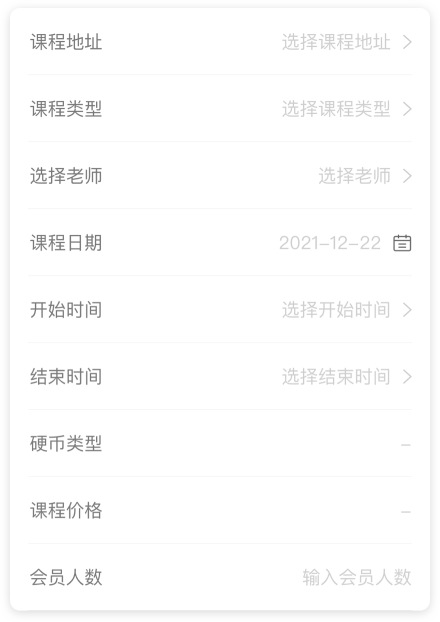 课程地址 选择课程地址
课程类型 选择课程类型
选择老师 选择老师
课程日期 2021-12-22
开始时间 选择开始时间
结束时间 选择结束时间
硬币类型 -
课程价格 -
会员人数 输入会员人数